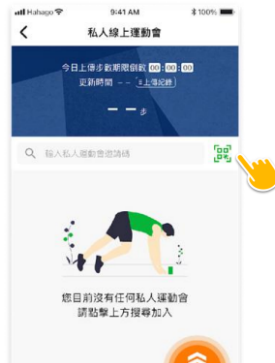 Hahago 9:41 AM 100%
私人線上運動會
今日上傳步數期限倒數 00:00:00
更新時間 -- 上傳紀錄
-- 步
輸入私人運動會邀請碼
您目前沒有任何私人運動會
請點擊上方搜尋加入